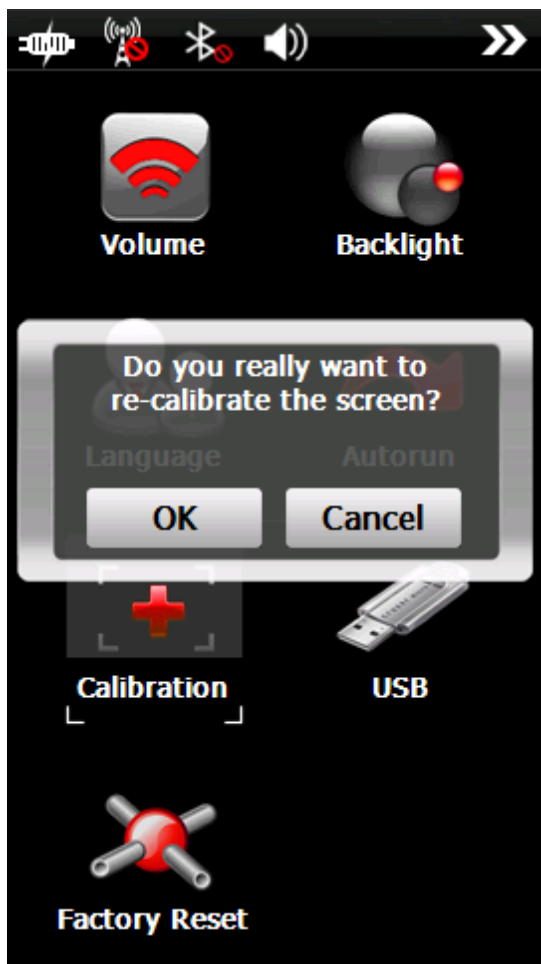 Volume
Backlight
Do you really want to
re-calibrate the screen?
Language
Autorun
OK
Cancel
Calibration
USB
Factory Reset